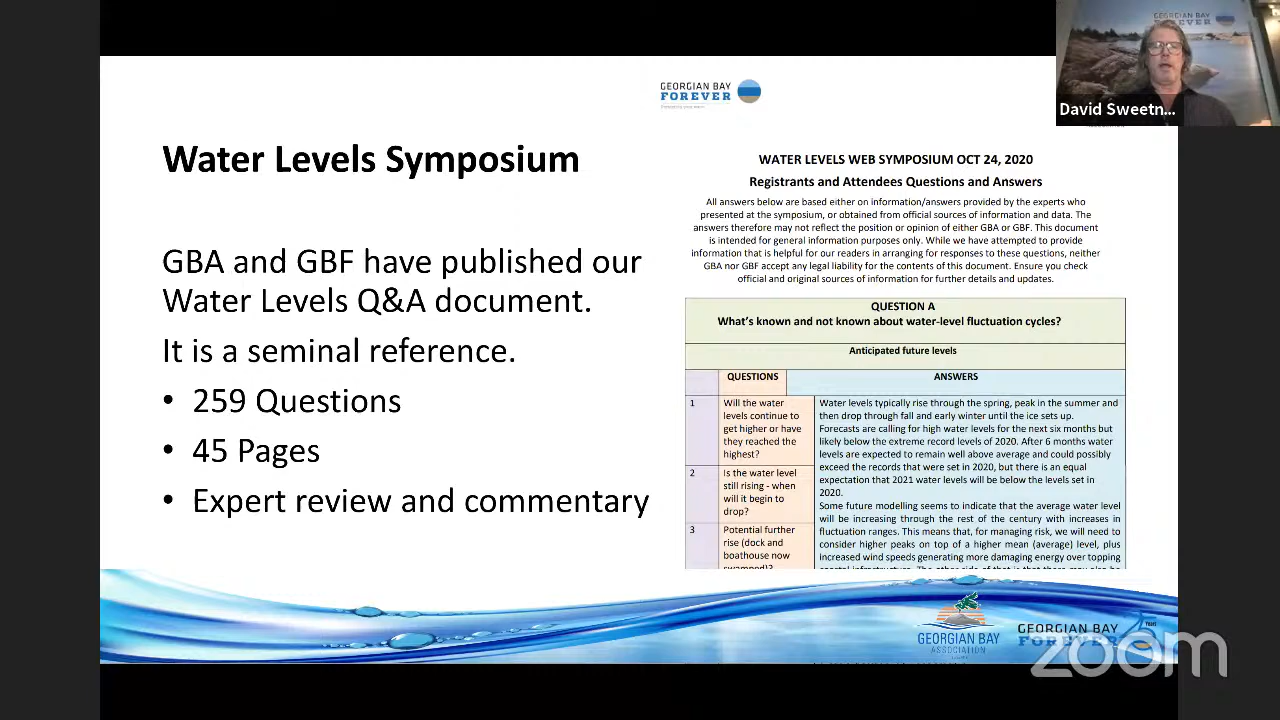 GEORGIAN BAY
FOREVER
GEORGIAN BAY
David Sweetn...
Water Levels Symposium
GBA and GBF have published our
Water Levels Q&A document.
It is a seminal reference.
• 259 Questions
• 45 Pages
• Expert review and commentary
WATER LEVELS WEB SYMPOSIUM OCT 24, 2020
Registrants and Attendees Questions and Answers
All answers below are based either on information/answers provided by the experts who
presented at the symposium, or obtained from official sources of information and data. The
answers therefore may not reflect the position or opinion of either GBA or GBF. This document
is intended for general information purposes only. While we have attempted to provide
information that is helpful for our readers in arranging for responses to these questions, neither
GBA nor GBF accept any legal liability for the contents of this document. Ensure you check
official and original sources of information for further details and updates.
QUESTION A
What's known and not known about water-level fluctuation cycles?
Anticipated future levels
QUESTIONS
ANSWERS
1
Will the water
levels continue to
get higher or have
they reached the
highest?
2
Is the water level
still rising - when
will it begin to
drop?
3
Potential further
rise (dock and
boathouse now
swamped)?
Water levels typically rise through the spring, peak in the summer and
then drop through fall and early winter until the ice sets up.
Forecasts are calling for high water levels for the next six months but
likely below the extreme record levels of 2020. After 6 months water
levels are expected to remain well above average and could possibly
exceed the records that were set in 2020, but there is an equal
expectation that 2021 water levels will be below the levels set in
2020.
Some future modelling seems to indicate that the average water level
will be increasing through the rest of the century with increases in
fluctuation ranges. This means that, for managing risk, we will need to
consider higher peaks on top of a higher mean (average) level, plus
increased wind speeds generating more damaging energy over topping
GEORGIAN BAY
ASSOCIATION
GEORGIAN BAY
FOREVER
zoom